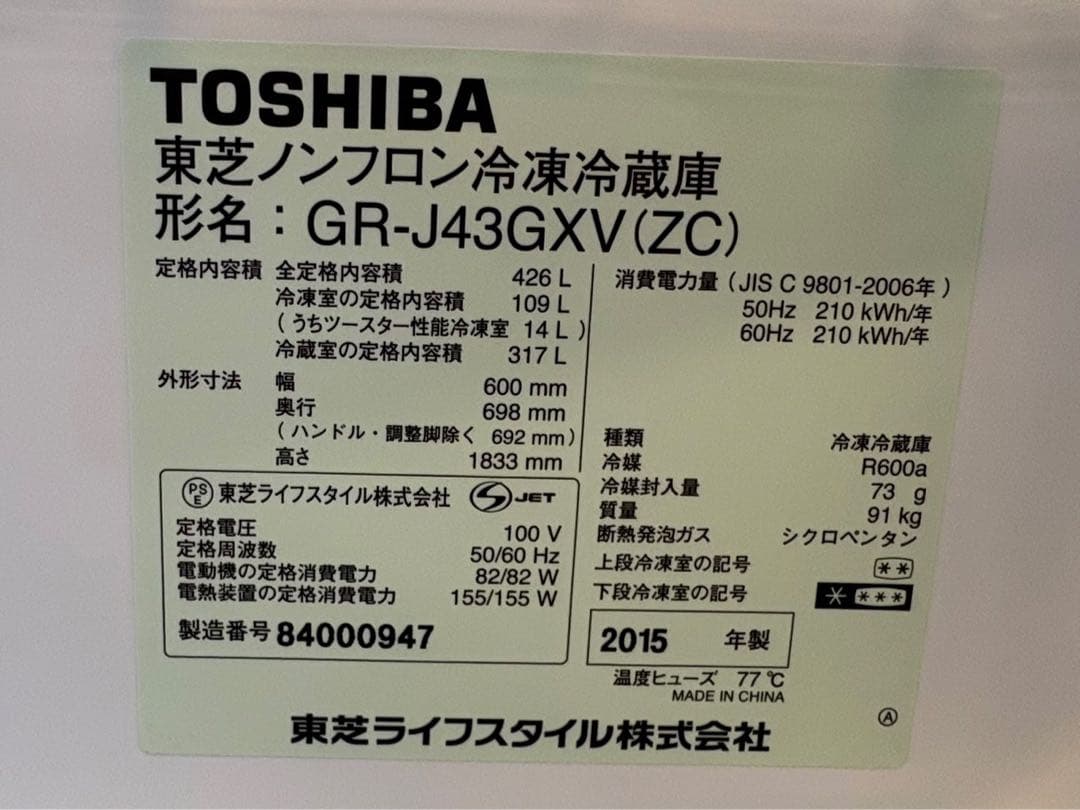 TOSHIBA
東芝ノンフロン冷凍冷蔵庫
形名：GR-J43GXV(ZC)
定格内容積 全定格内容積 426 L
冷凍室の定格内容積 109 L
(うちツースター性能冷凍室 14 L)
冷蔵室の定格内容積 317 L
外形寸法 幅 600 mm
奥行 698 mm
(ハンドル・調整脚除く 692 mm)
高さ 1833 mm
消費電力量(JIS C 9801-2006年)
50Hz 210 kWh/年
60Hz 210 kWh/年
種類 冷凍冷蔵庫
冷媒 R600a
冷媒封入量 73 g
質量 91 kg
断熱発泡ガス シクロペンタン
上段冷凍室の記号 **
下段冷凍室の記号 * ***
PSE 東芝ライフスタイル株式会社 JET
定格電圧 100 V
定格周波数 50/60 Hz
電動機の定格消費電力 82/82 W
電熱装置の定格消費電力 155/155 W
製造番号 84000947
2015 年製
温度ヒューズ 77℃
MADE IN CHINA
東芝ライフスタイル株式会社
Ⓐ